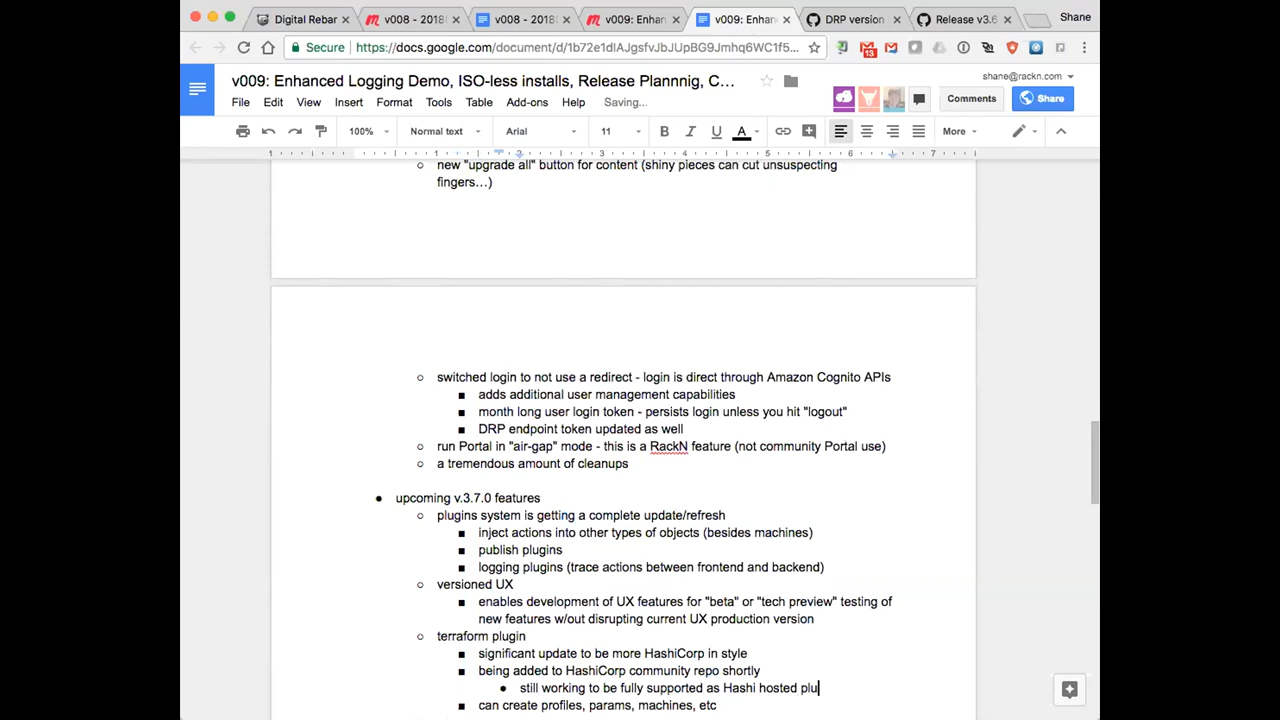 Digital Rebar
v008 - 2018
v008 - 2018
v009: Enhan
v009: Enhan
DRP version
Release v3.6
Shane
Secure
https://docs.google.com/document/d/1b72e1dIAJgsfvJbJUpBG9Jmhq6WC1f5...
13
v009: Enhanced Logging Demo, ISO-less installs, Release Plannnig, C...
shane@rackn.com
File Edit View Insert Format Tools Table Add-ons Help Saving...
Comments
Share
100% Normal text Arial 11 B I U A More
1 1 2 3 4 5 6 7
○ new "upgrade all" button for content (shiny pieces can cut unsuspecting
fingers…)
○ switched login to not use a redirect - login is direct through Amazon Cognito APIs
■ adds additional user management capabilities
■ month long user login token - persists login unless you hit "logout"
■ DRP endpoint token updated as well
○ run Portal in "air-gap" mode - this is a RackN feature (not community Portal use)
○ a tremendous amount of cleanups
● upcoming v.3.7.0 features
○ plugins system is getting a complete update/refresh
■ inject actions into other types of objects (besides machines)
■ publish plugins
■ logging plugins (trace actions between frontend and backend)
○ versioned UX
■ enables development of UX features for "beta" or "tech preview" testing of
new features w/out disrupting current UX production version
○ terraform plugin
■ significant update to be more HashiCorp in style
■ being added to HashiCorp community repo shortly
● still working to be fully supported as Hashi hosted plu
■ can create profiles, params, machines, etc